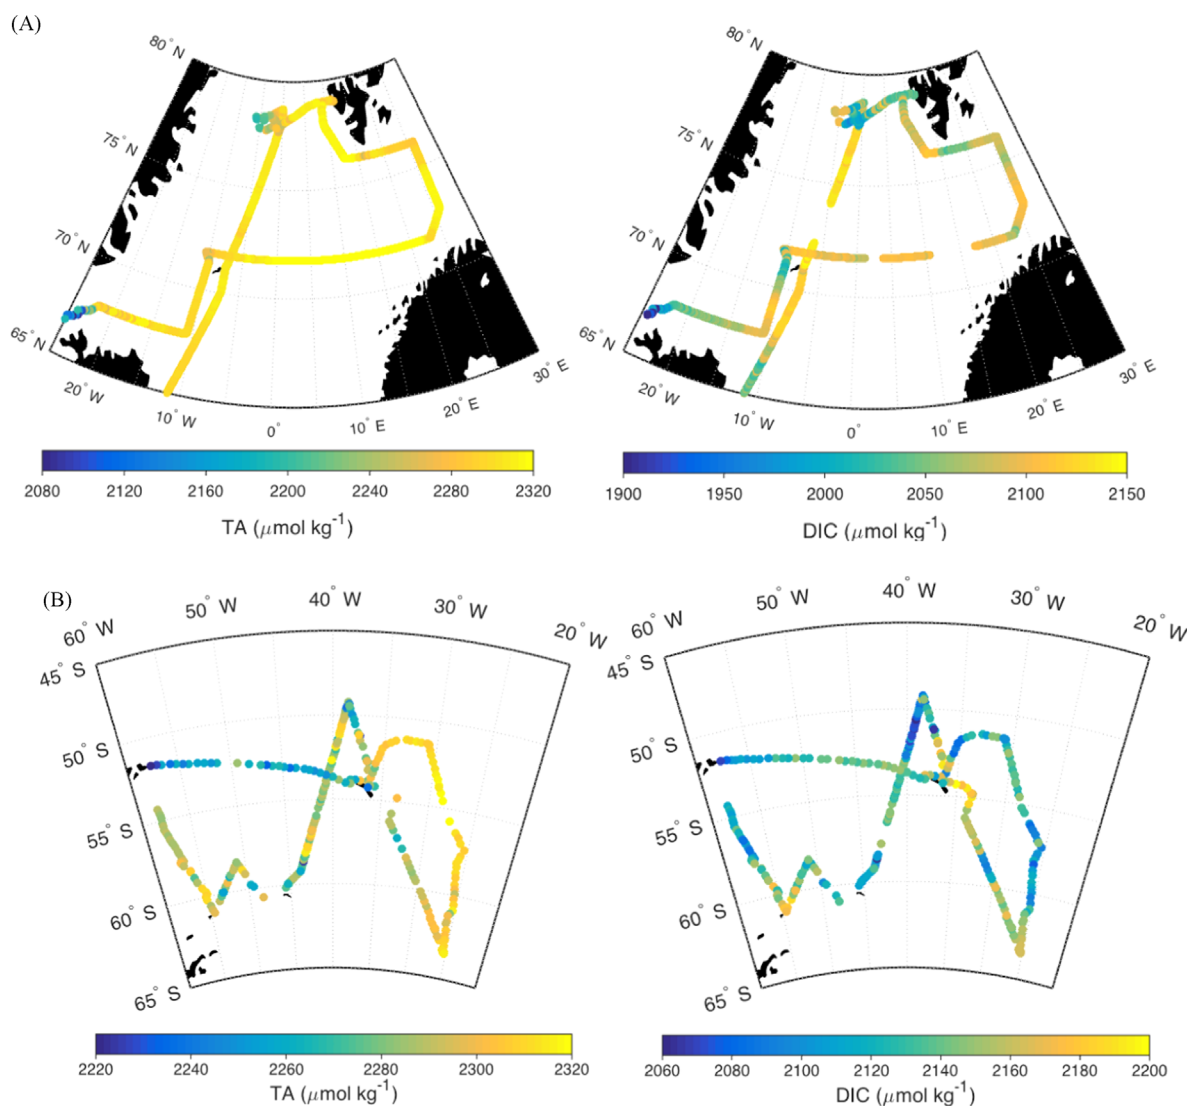 (A)
80° N
75° N
70° N
65° N
20° W
10° W
0°
10° E
20° E
30° E
2080 2120 2160 2200 2240 2280 2320
TA (μmol kg⁻¹)
80° N
75° N
70° N
65° N
20° W
10° W
0°
10° E
20° E
30° E
1900 1950 2000 2050 2100 2150
DIC (μmol kg⁻¹)
(B)
60° W
50° W
40° W
30° W
20° W
45° S
50° S
55° S
60° S
65° S
2220 2240 2260 2280 2300 2320
TA (μmol kg⁻¹)
60° W
50° W
40° W
30° W
20° W
45° S
50° S
55° S
60° S
65° S
2060 2080 2100 2120 2140 2160 2180 2200
DIC (μmol kg⁻¹)